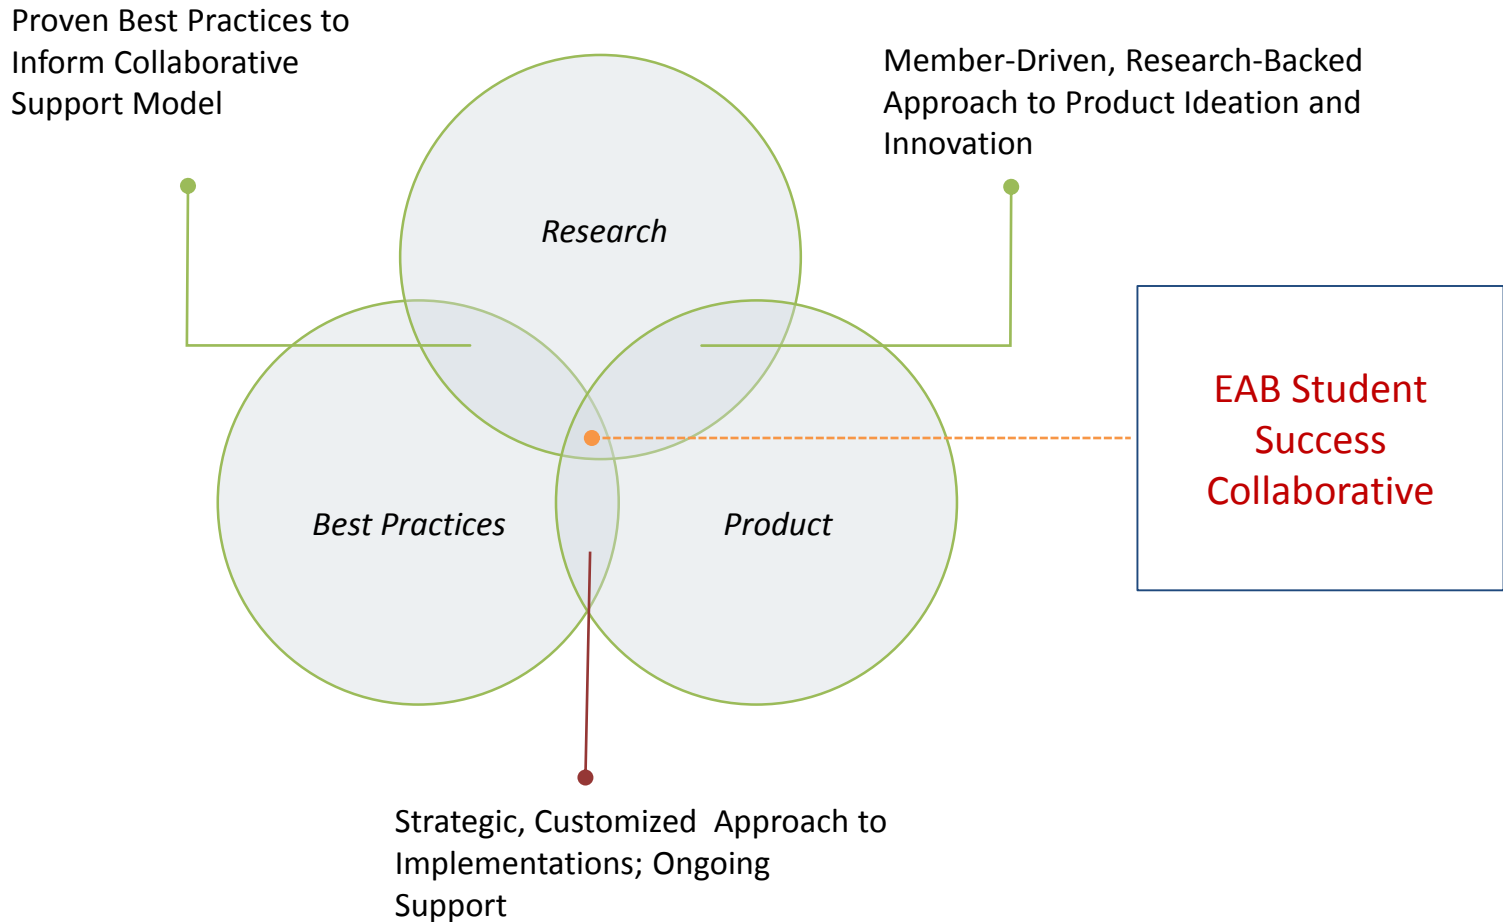 Proven Best Practices to
Inform Collaborative
Support Model
Member-Driven, Research-Backed
Approach to Product Ideation and
Innovation
Research
EAB Student
Success
Collaborative
Best Practices
Product
Strategic, Customized  Approach to
Implementations; Ongoing
Support